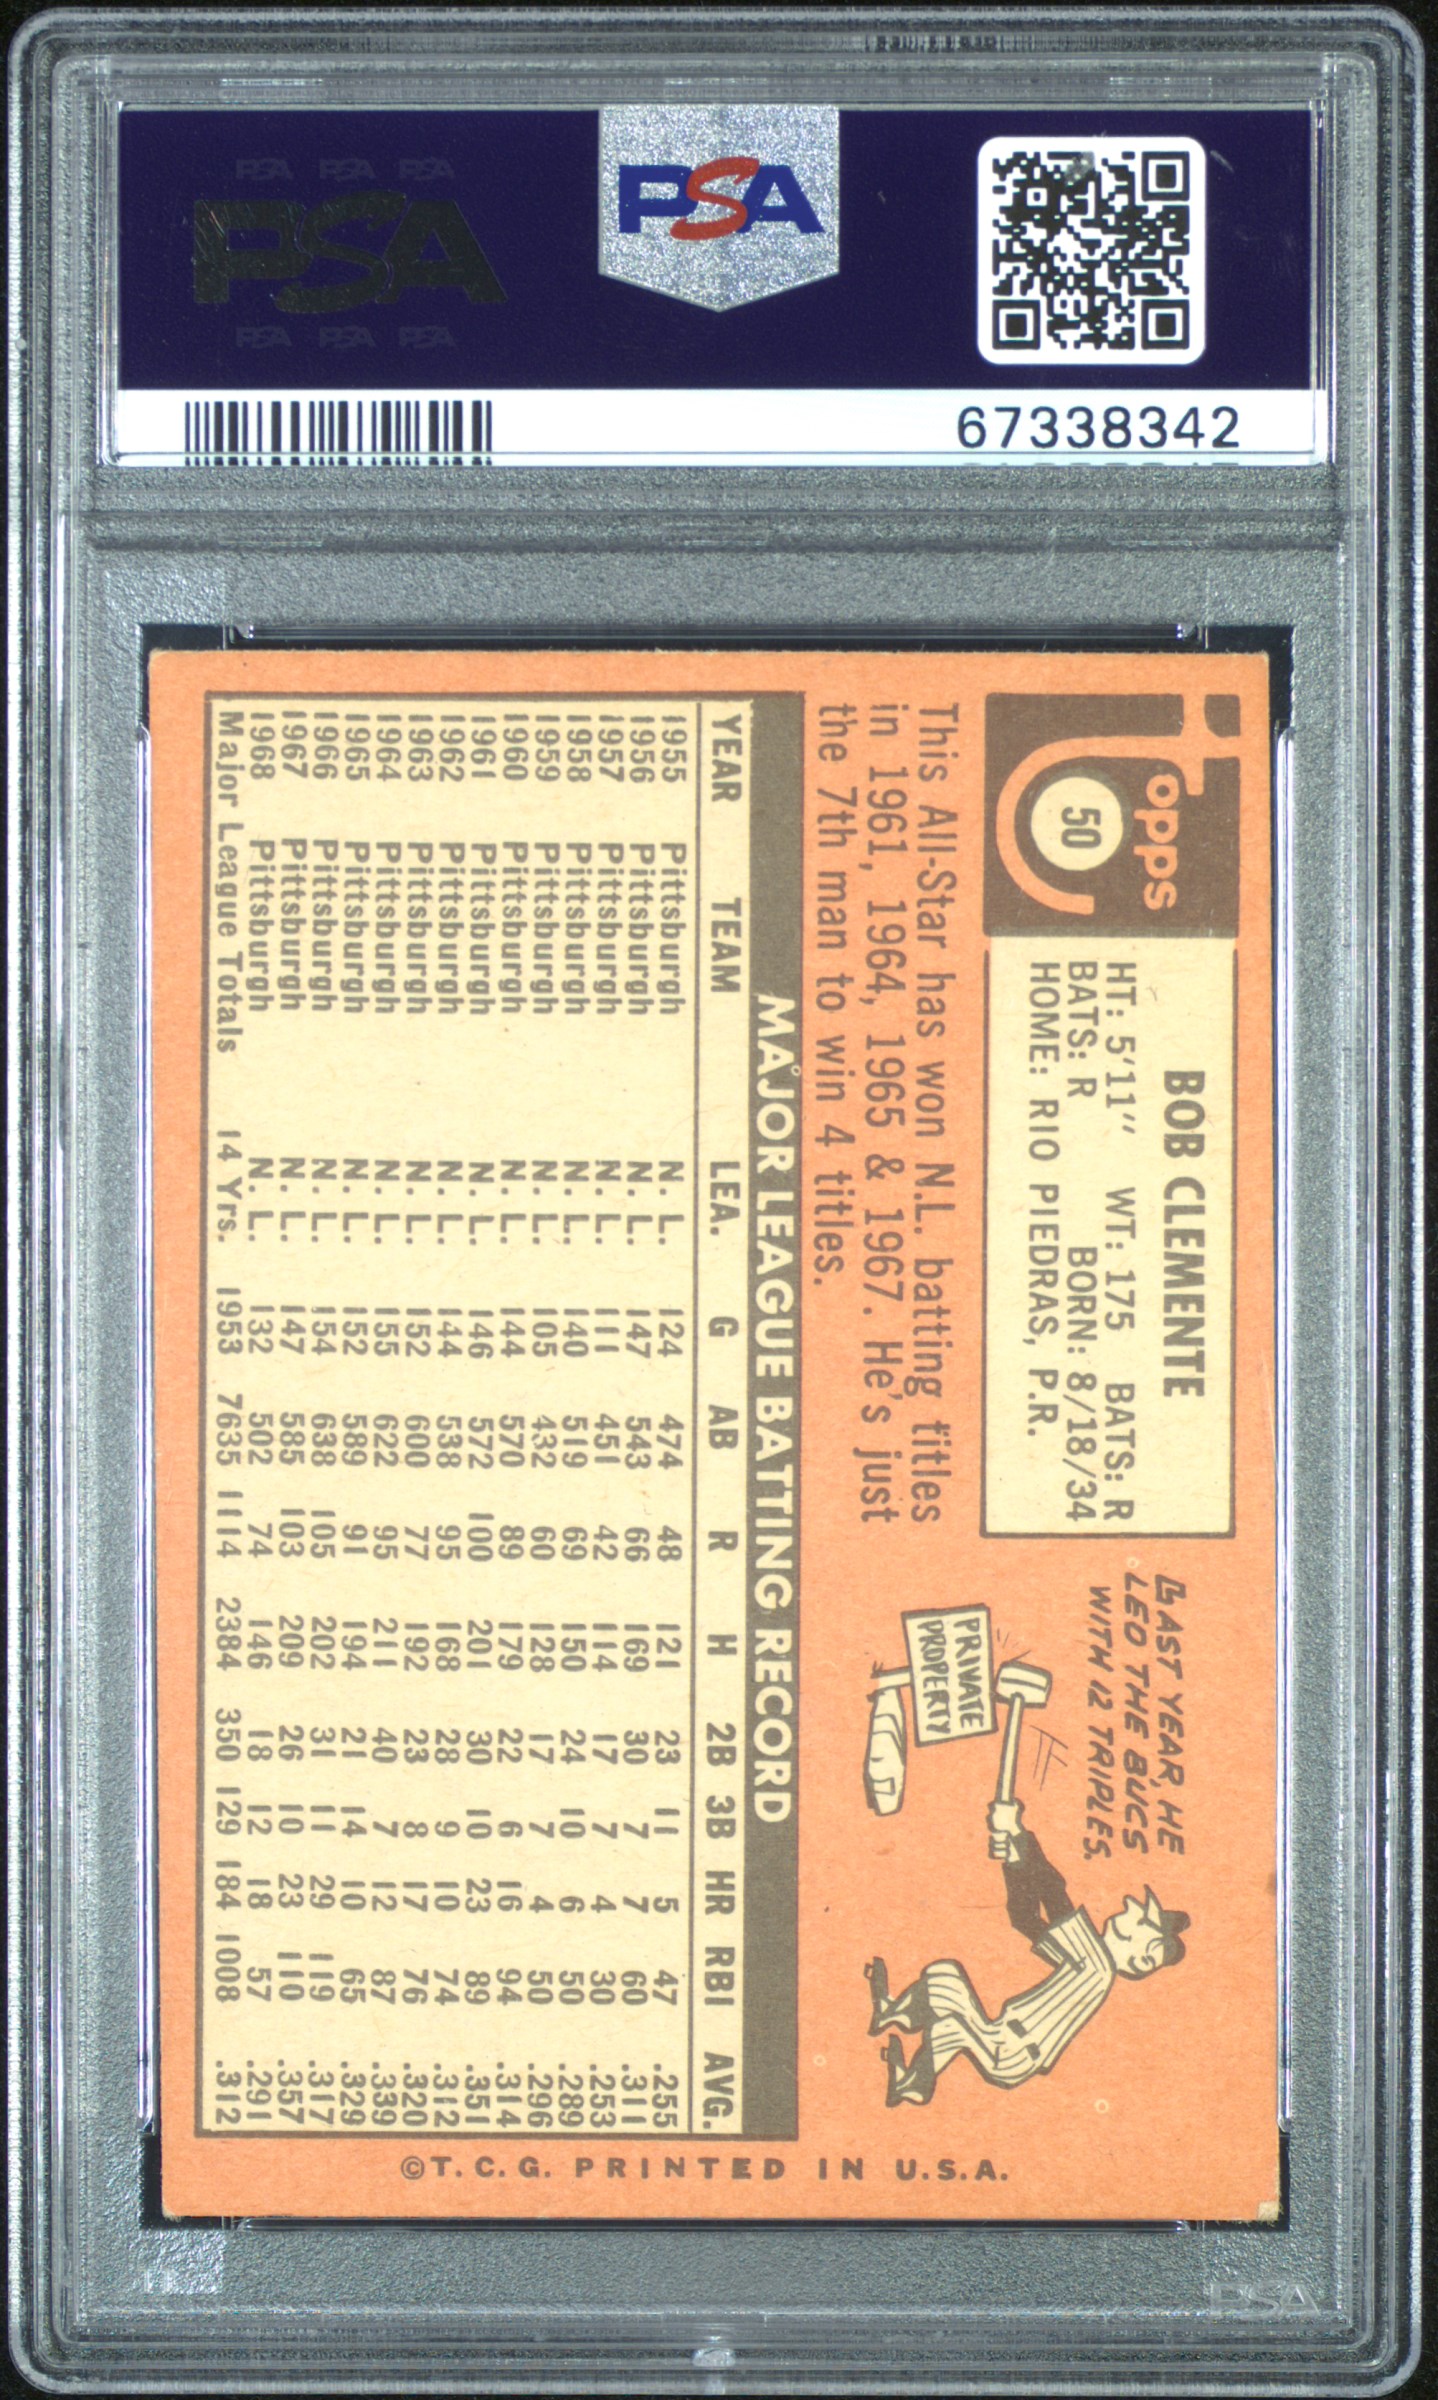 PSA PSA PSA
PSA
PSA PSA PSA
PSA
67338342
Topps
50
BOB CLEMENTE
HT: 5'11" WT: 175 BATS: R
BATS: R BORN: 8/18/34
HOME: RIO PIEDRAS, P.R.
This All-Star has won N.L. batting titles
in 1961, 1964, 1965 & 1967. He's just
the 7th man to win 4 titles.
LAST YEAR, HE
LED THE BUCS
WITH 12 TRIPLES.
PRIVATE
PROPERTY
MAJOR LEAGUE BATTING RECORD
YEAR TEAM LEA. G AB R H 2B 3B HR RBI AVG.
1955 Pittsburgh N. L. 124 474 48 121 23 11 5 47 .255
1956 Pittsburgh N. L. 147 543 66 169 30 7 7 60 .311
1957 Pittsburgh N. L. 111 451 42 114 17 7 4 30 .253
1958 Pittsburgh N. L. 140 519 69 150 24 10 6 50 .289
1959 Pittsburgh N. L. 105 432 60 128 17 7 4 50 .296
1960 Pittsburgh N. L. 144 570 89 179 22 6 16 94 .314
1961 Pittsburgh N. L. 146 572 100 201 30 10 23 89 .351
1962 Pittsburgh N. L. 144 538 95 168 28 9 10 74 .312
1963 Pittsburgh N. L. 152 600 77 192 23 8 17 76 .320
1964 Pittsburgh N. L. 155 622 95 211 40 7 12 87 .339
1965 Pittsburgh N. L. 152 589 91 194 21 14 10 65 .329
1966 Pittsburgh N. L. 154 638 105 202 31 11 29 119 .317
1967 Pittsburgh N. L. 147 585 103 209 26 10 23 110 .357
1968 Pittsburgh N. L. 132 502 74 146 18 12 18 57 .291
Major League Totals 14 Yrs. 1953 7635 1114 2384 350 129 184 1008 .312
©T. C. G. PRINTED IN U.S.A.
PSA